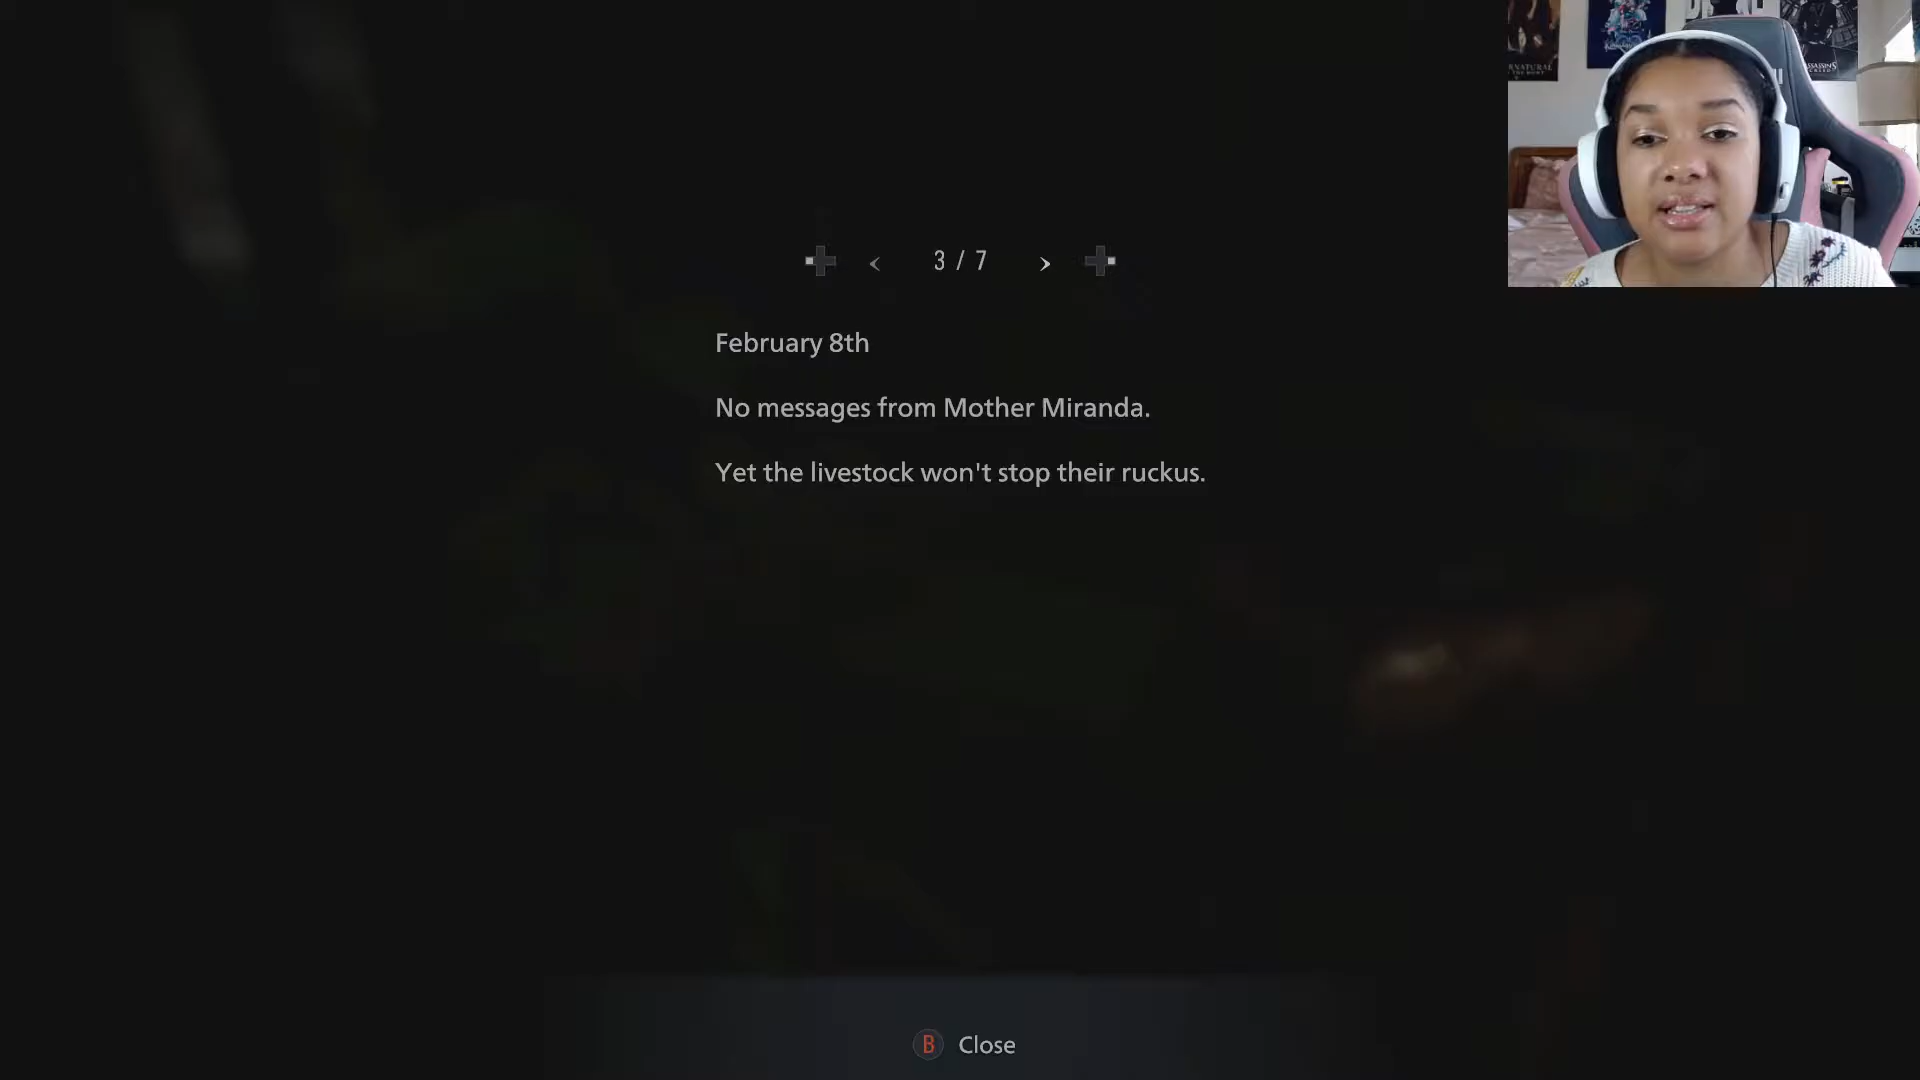 3 / 7
February 8th
No messages from Mother Miranda.
Yet the livestock won't stop their ruckus.
B Close